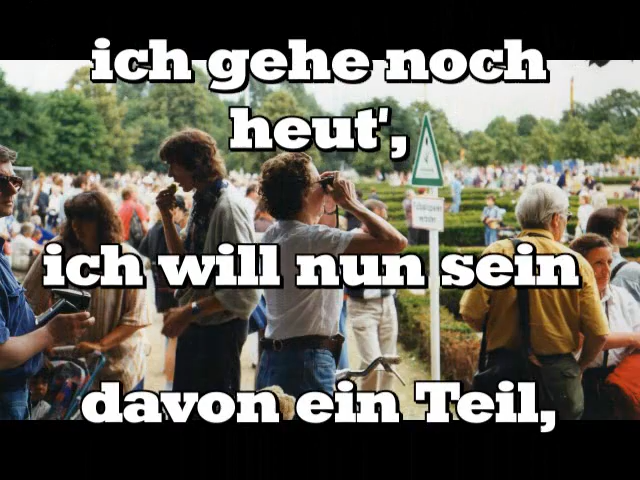 ich gehe noch
heut',
ich will nun sein
davon ein Teil,